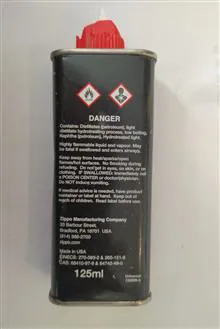 DANGER
Contains: Distillates (petroleum), light
distillate hydrotreating process, low boiling,
Naphtha (petroleum), Hydrotreated light.
Highly flammable liquid and vapour. May be
fatal if swallowed and enters airways.
Keep away from heat/sparks/open
flames/hot surfaces. No smoking during
refueling. Do not get in eyes, on skin, or on
clothing. IF SWALLOWED: Immediately call
a POISON CENTER or doctor/physician.
Do NOT induce vomiting.
If medical advice is needed, have product
container or label at hand. Keep out of
reach of children. Read label before use.
Zippo Manufacturing Company
33 Barbour Street,
Bradford, PA 16701 USA
(814) 368-2700
zippo.com
Made in USA
125ml
Universal